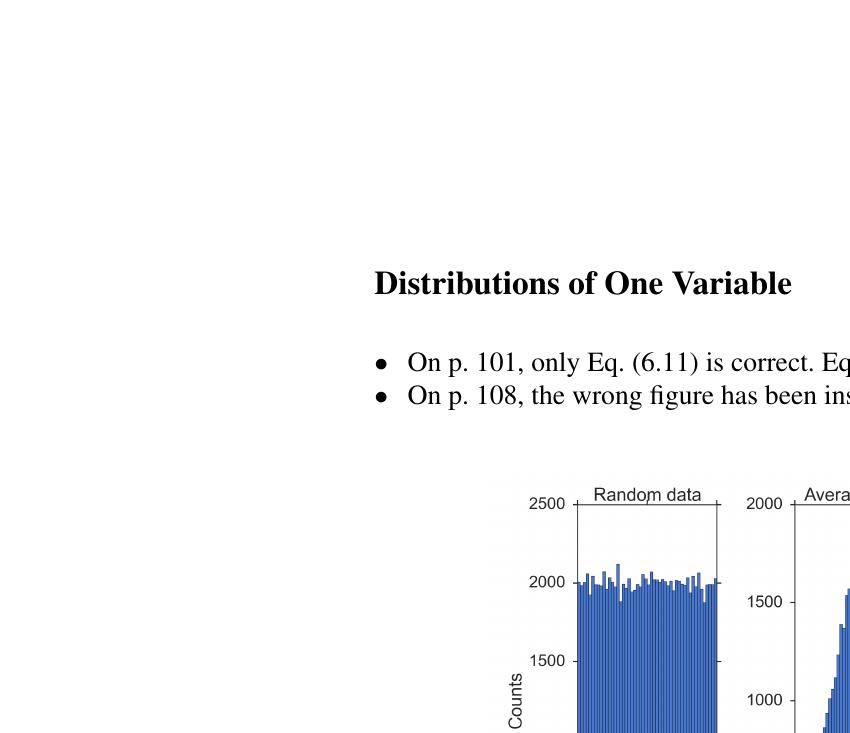 Distributions of One Variable
• On p. 101, only Eq. (6.11) is correct. Eq
• On p. 108, the wrong figure has been ins
Random data
Avera
2500
2000
2000
1500
1500
1000
Counts